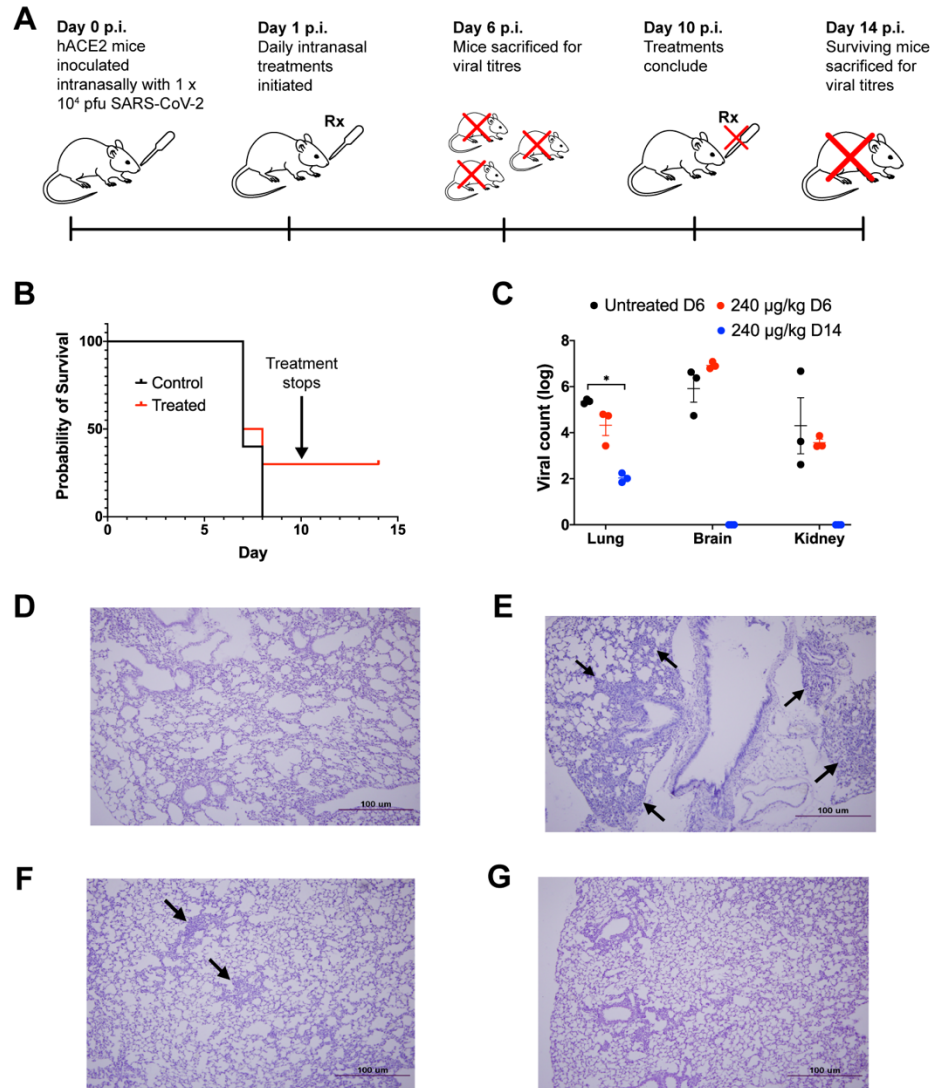 A
Day 0 p.i.
hACE2 mice
inoculated
intranasally with 1 x
10⁴ pfu SARS-CoV-2
Day 1 p.i.
Daily intranasal
treatments
initiated
Rx
Day 6 p.i.
Mice sacrificed for
viral titres
Day 10 p.i.
Treatments
conclude
Rx
Day 14 p.i.
Surviving mice
sacrificed for
viral titres
B
Probability of Survival
100
50
0
0 5 10 15
Day
Control
Treated
Treatment
stops
C
Untreated D6
240 µg/kg D6
240 µg/kg D14
Viral count (log)
8
6
4
2
0
*
Lung Brain Kidney
D
100 um
E
100 um
F
100 um
G
100 um